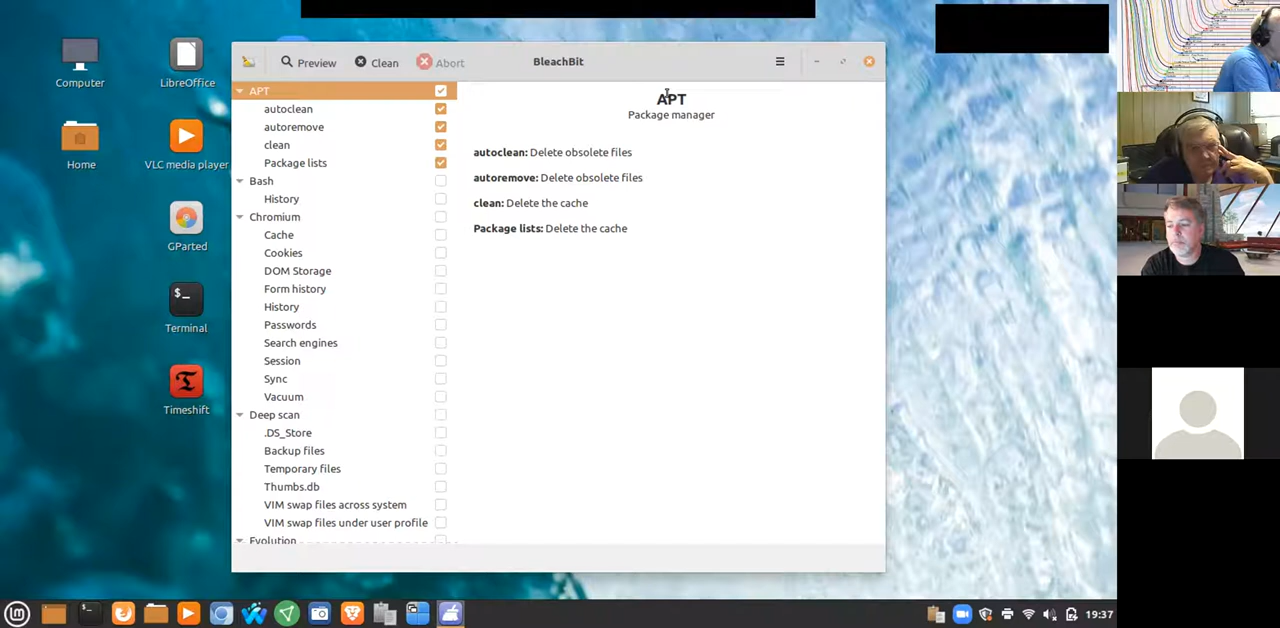 Computer
LibreOffice
Home
VLC media player
GParted
$_
Terminal
Timeshift
Preview
Clean
Abort
BleachBit
APT
autoclean
autoremove
clean
Package lists
Bash
History
Chromium
Cache
Cookies
DOM Storage
Form history
History
Passwords
Search engines
Session
Sync
Vacuum
Deep scan
.DS_Store
Backup files
Temporary files
Thumbs.db
VIM swap files across system
VIM swap files under user profile
Evolution
APT
Package manager
autoclean: Delete obsolete files
autoremove: Delete obsolete files
clean: Delete the cache
Package lists: Delete the cache
19:37